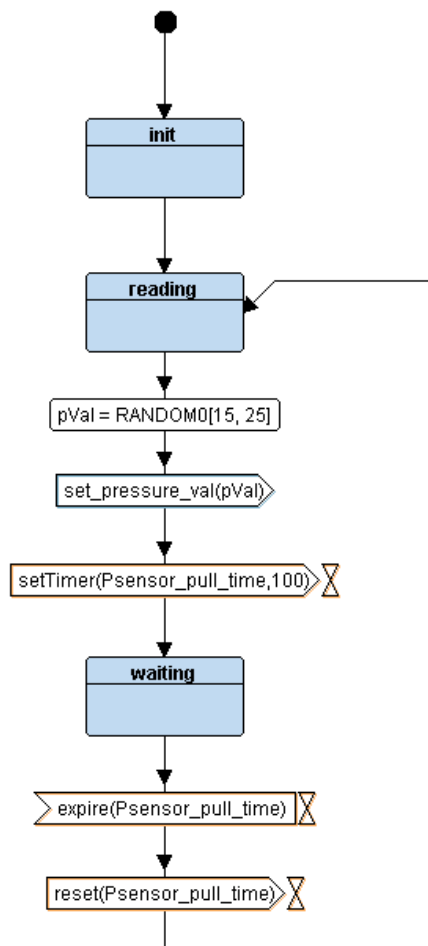 init
reading
pVal = RANDOM0[15, 25]
set_pressure_val(pVal)
setTimer(Psensor_pull_time,100)
waiting
expire(Psensor_pull_time)
reset(Psensor_pull_time)